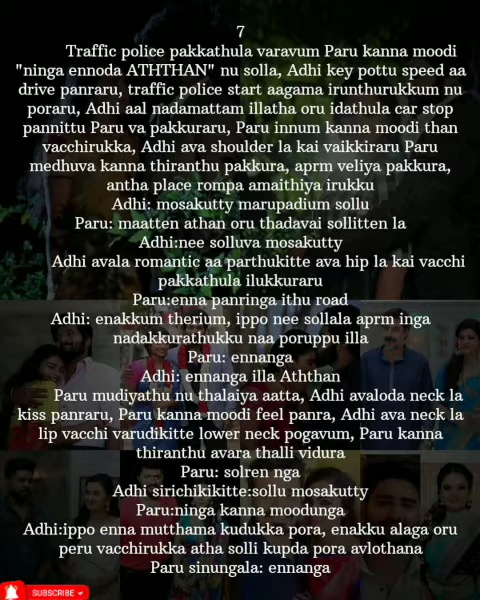 7
Traffic police pakkathula varavum Paru kanna moodi
"ninga ennoda ATHTHAN" nu solla, Adhi key pottu speed aa
drive panraru, traffic police start aagama irunthurukkum nu
poraru, Adhi aal nadamattam illatha oru idathula car stop
pannittu Paru va pakkuraru, Paru innum kanna moodi than
vacchirukka, Adhi ava shoulder la kai vaikkiraru Paru
medhuva kanna thiranthu pakkura, aprm veliya pakkura,
antha place rompa amaithiya irukku
Adhi: mosakutty marupadium sollu
Paru: maatten athan oru thadavai sollitten la
Adhi:nee solluva mosakutty
Adhi avala romantic aa parthukitte ava hip la kai vacchi
pakkathula ilukkuraru
Paru:enna panringa ithu road
Adhi: enakkum therium, ippo nee sollala aprm inga
nadakkurathukku naa poruppu illa
Paru: ennanga
Adhi: ennanga illa Aththan
Paru mudiyathu nu thalaiya aatta, Adhi avaloda neck la
kiss panraru, Paru kanna moodi feel panra, Adhi ava neck la
lip vacchi varudikitte lower neck pogavum, Paru kanna
thiranthu avara thalli vidura
Paru: solren nga
Adhi sirichikikitte:sollu mosakutty
Paru:ninga kanna moodunga
Adhi:ippo enna mutthama kudukka pora, enakku alaga oru
peru vacchirukka atha solli kupda pora avlothana
Paru sinungala: ennanga
SUBSCRIBE